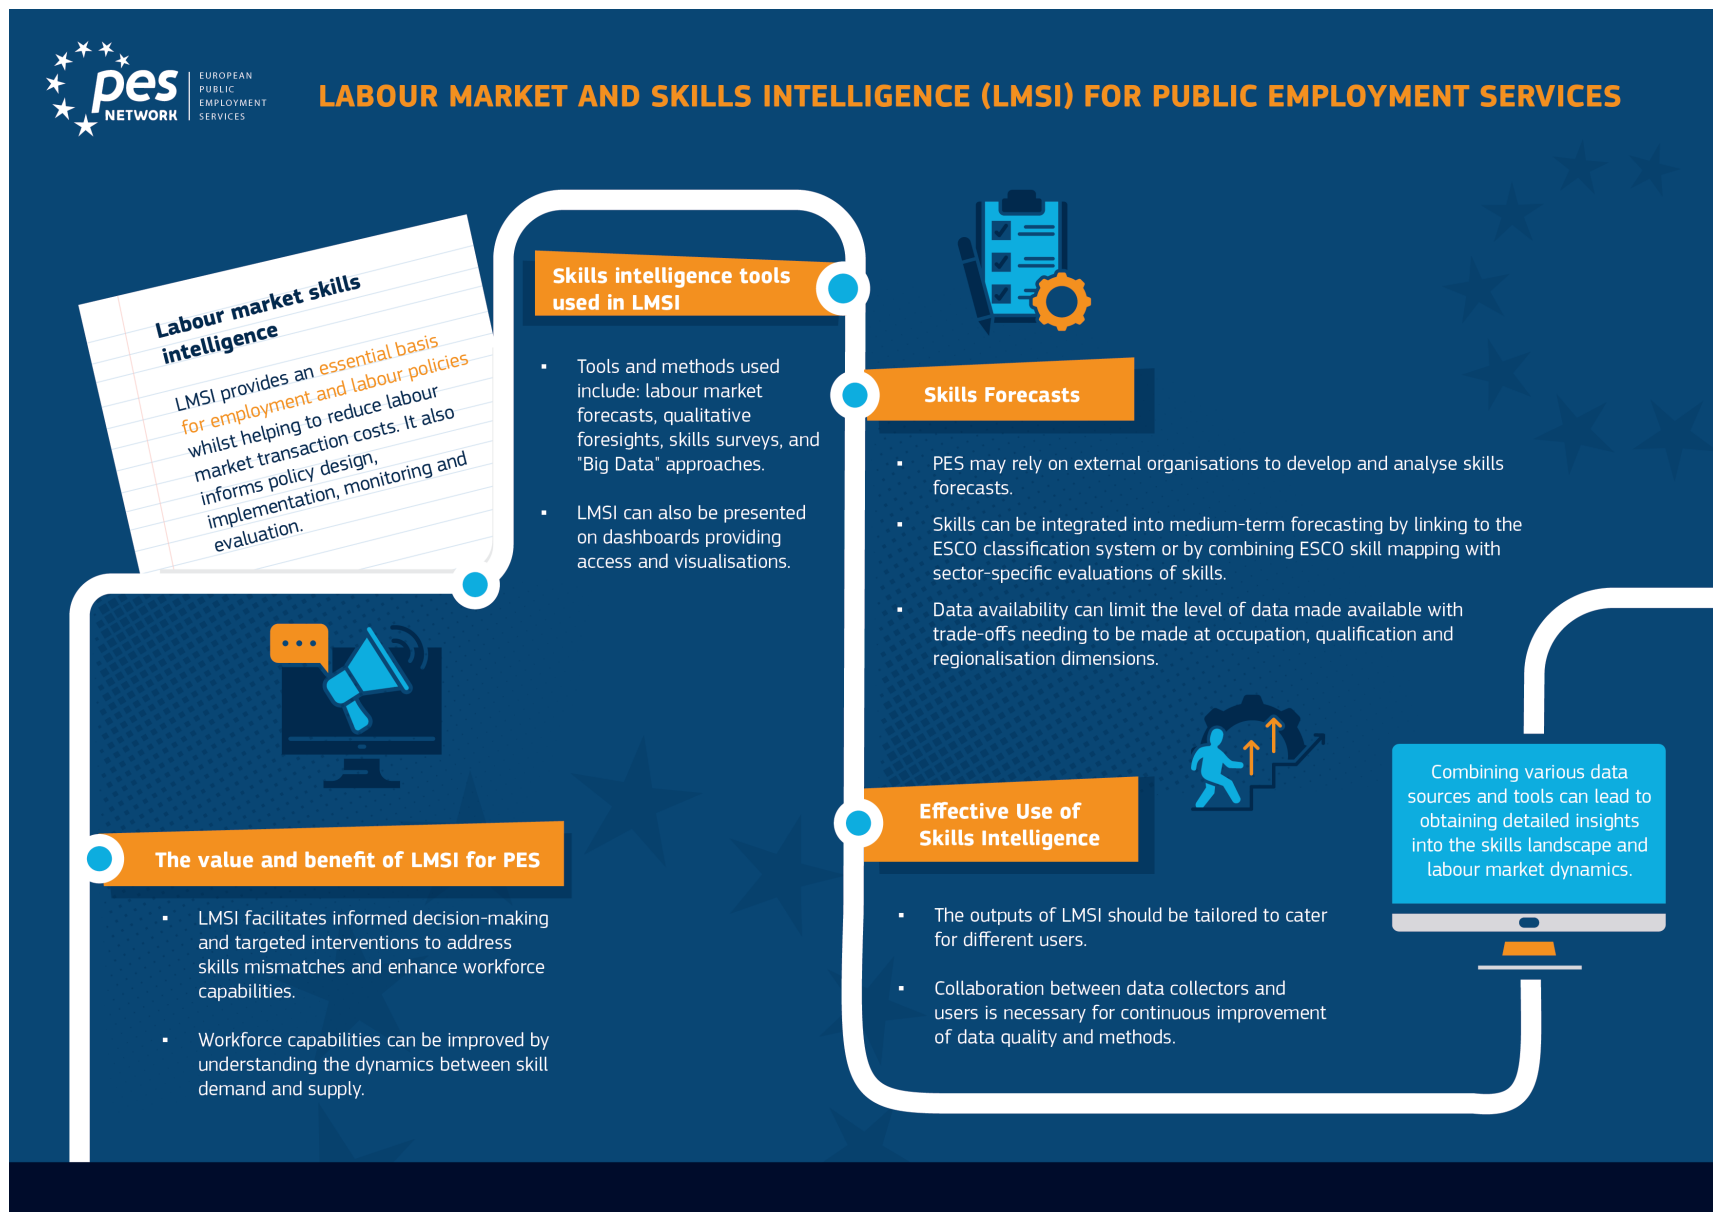 pes
NETWORK
EUROPEAN
PUBLIC
EMPLOYMENT
SERVICES
LABOUR MARKET AND SKILLS INTELLIGENCE (LMSI) FOR PUBLIC EMPLOYMENT SERVICES
Labour market skills
intelligence
LMSI provides an essential basis
for employment and labour policies
whilst helping to reduce labour
market transaction costs. It also
informs policy design,
implementation, monitoring and
evaluation.
The value and benefit of LMSI for PES
▪ LMSI facilitates informed decision-making
and targeted interventions to address
skills mismatches and enhance workforce
capabilities.
▪ Workforce capabilities can be improved by
understanding the dynamics between skill
demand and supply.
Skills intelligence tools
used in LMSI
▪ Tools and methods used
include: labour market
forecasts, qualitative
foresights, skills surveys, and
"Big Data" approaches.
▪ LMSI can also be presented
on dashboards providing
access and visualisations.
Skills Forecasts
▪ PES may rely on external organisations to develop and analyse skills
forecasts.
▪ Skills can be integrated into medium-term forecasting by linking to the
ESCO classification system or by combining ESCO skill mapping with
sector-specific evaluations of skills.
▪ Data availability can limit the level of data made available with
trade-offs needing to be made at occupation, qualification and
regionalisation dimensions.
Effective Use of
Skills Intelligence
▪ The outputs of LMSI should be tailored to cater
for different users.
▪ Collaboration between data collectors and
users is necessary for continuous improvement
of data quality and methods.
Combining various data
sources and tools can lead to
obtaining detailed insights
into the skills landscape and
labour market dynamics.